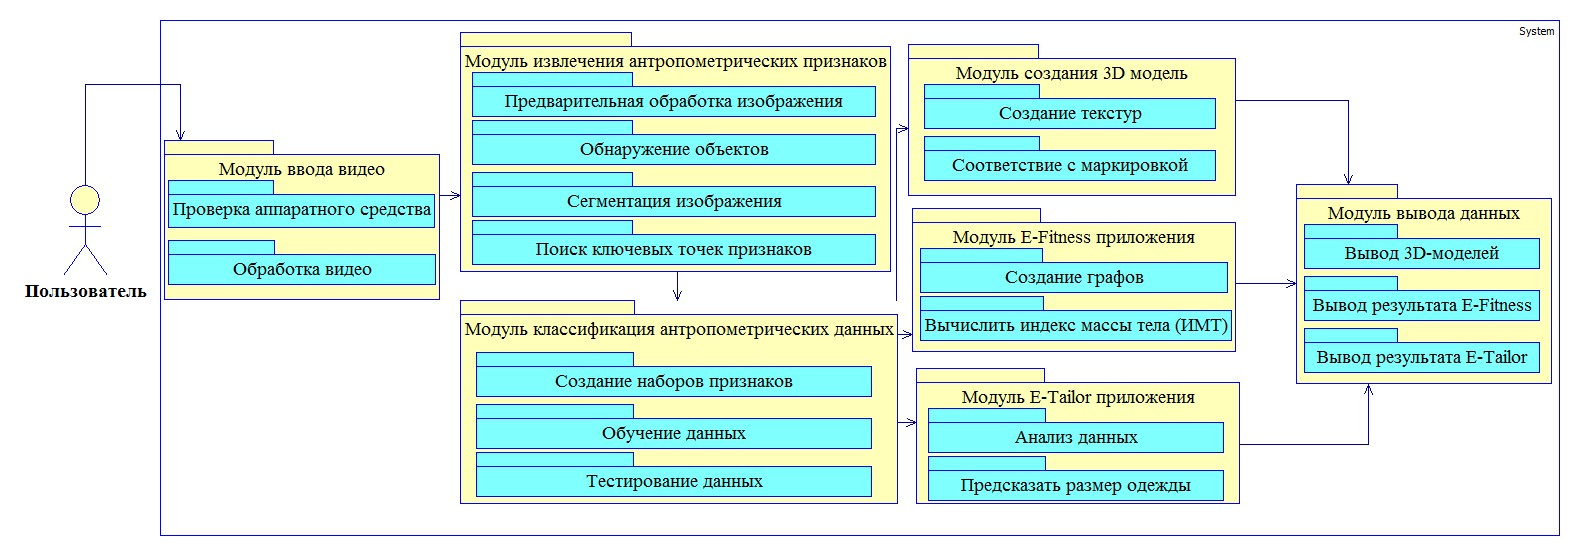 System
Пользователь
Модуль ввода видео
Проверка аппаратного средства
Обработка видео
Модуль извлечения антропометрических признаков
Предварительная обработка изображения
Обнаружение объектов
Сегментация изображения
Поиск ключевых точек признаков
Модуль классификация антропометрических данных
Создание наборов признаков
Обучение данных
Тестирование данных
Модуль создания 3D модель
Создание текстур
Соответствие с маркировкой
Модуль E-Fitness приложения
Создание графов
Вычислить индекс массы тела (ИМТ)
Модуль E-Tailor приложения
Анализ данных
Предсказать размер одежды
Модуль вывода данных
Вывод 3D-моделей
Вывод результата E-Fitness
Вывод результата E-Tailor